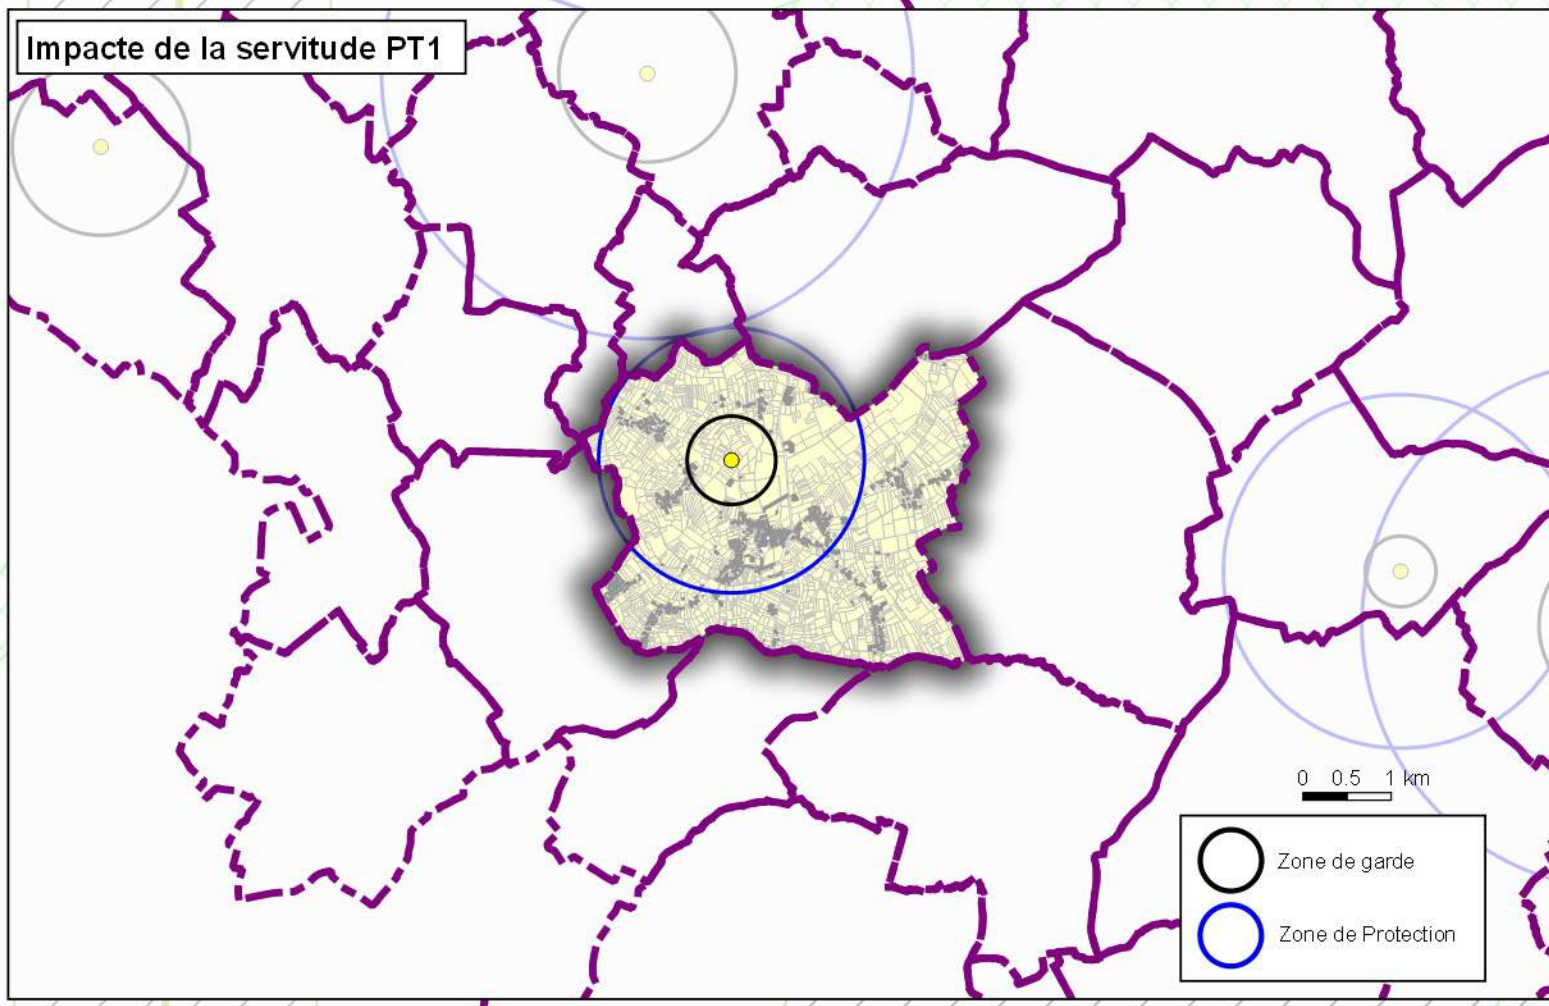 Impacte de la servitude PT1
0 0.5 1 km
Zone de garde
Zone de Protection